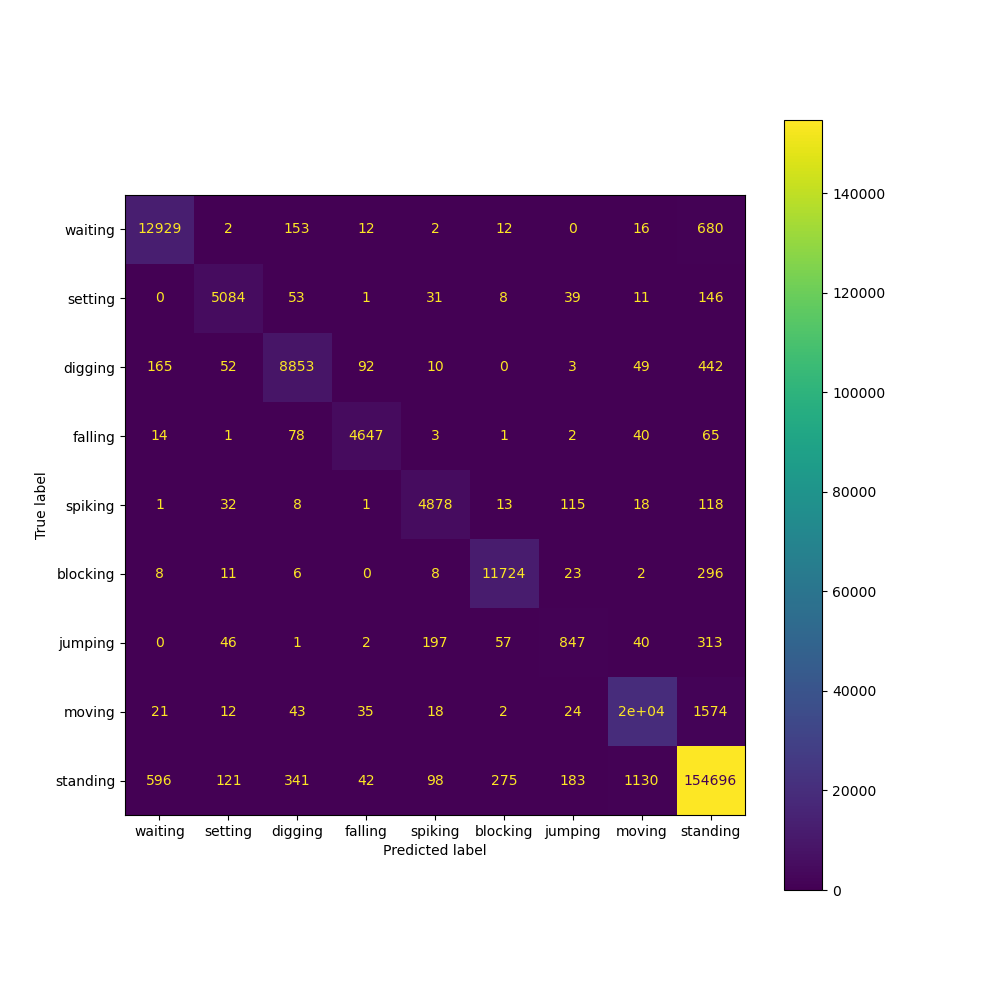 waiting 12929 2 153 12 2 12 0 16 680
setting 0 5084 53 1 31 8 39 11 146
digging 165 52 8853 92 10 0 3 49 442
falling 14 1 78 4647 3 1 2 40 65
spiking 1 32 8 1 4878 13 115 18 118
blocking 8 11 6 0 8 11724 23 2 296
jumping 0 46 1 2 197 57 847 40 313
moving 21 12 43 35 18 2 24 2e+04 1574
standing 596 121 341 42 98 275 183 1130 154696
waiting setting digging falling spiking blocking jumping moving standing
Predicted label
True label
140000
120000
100000
80000
60000
40000
20000
0